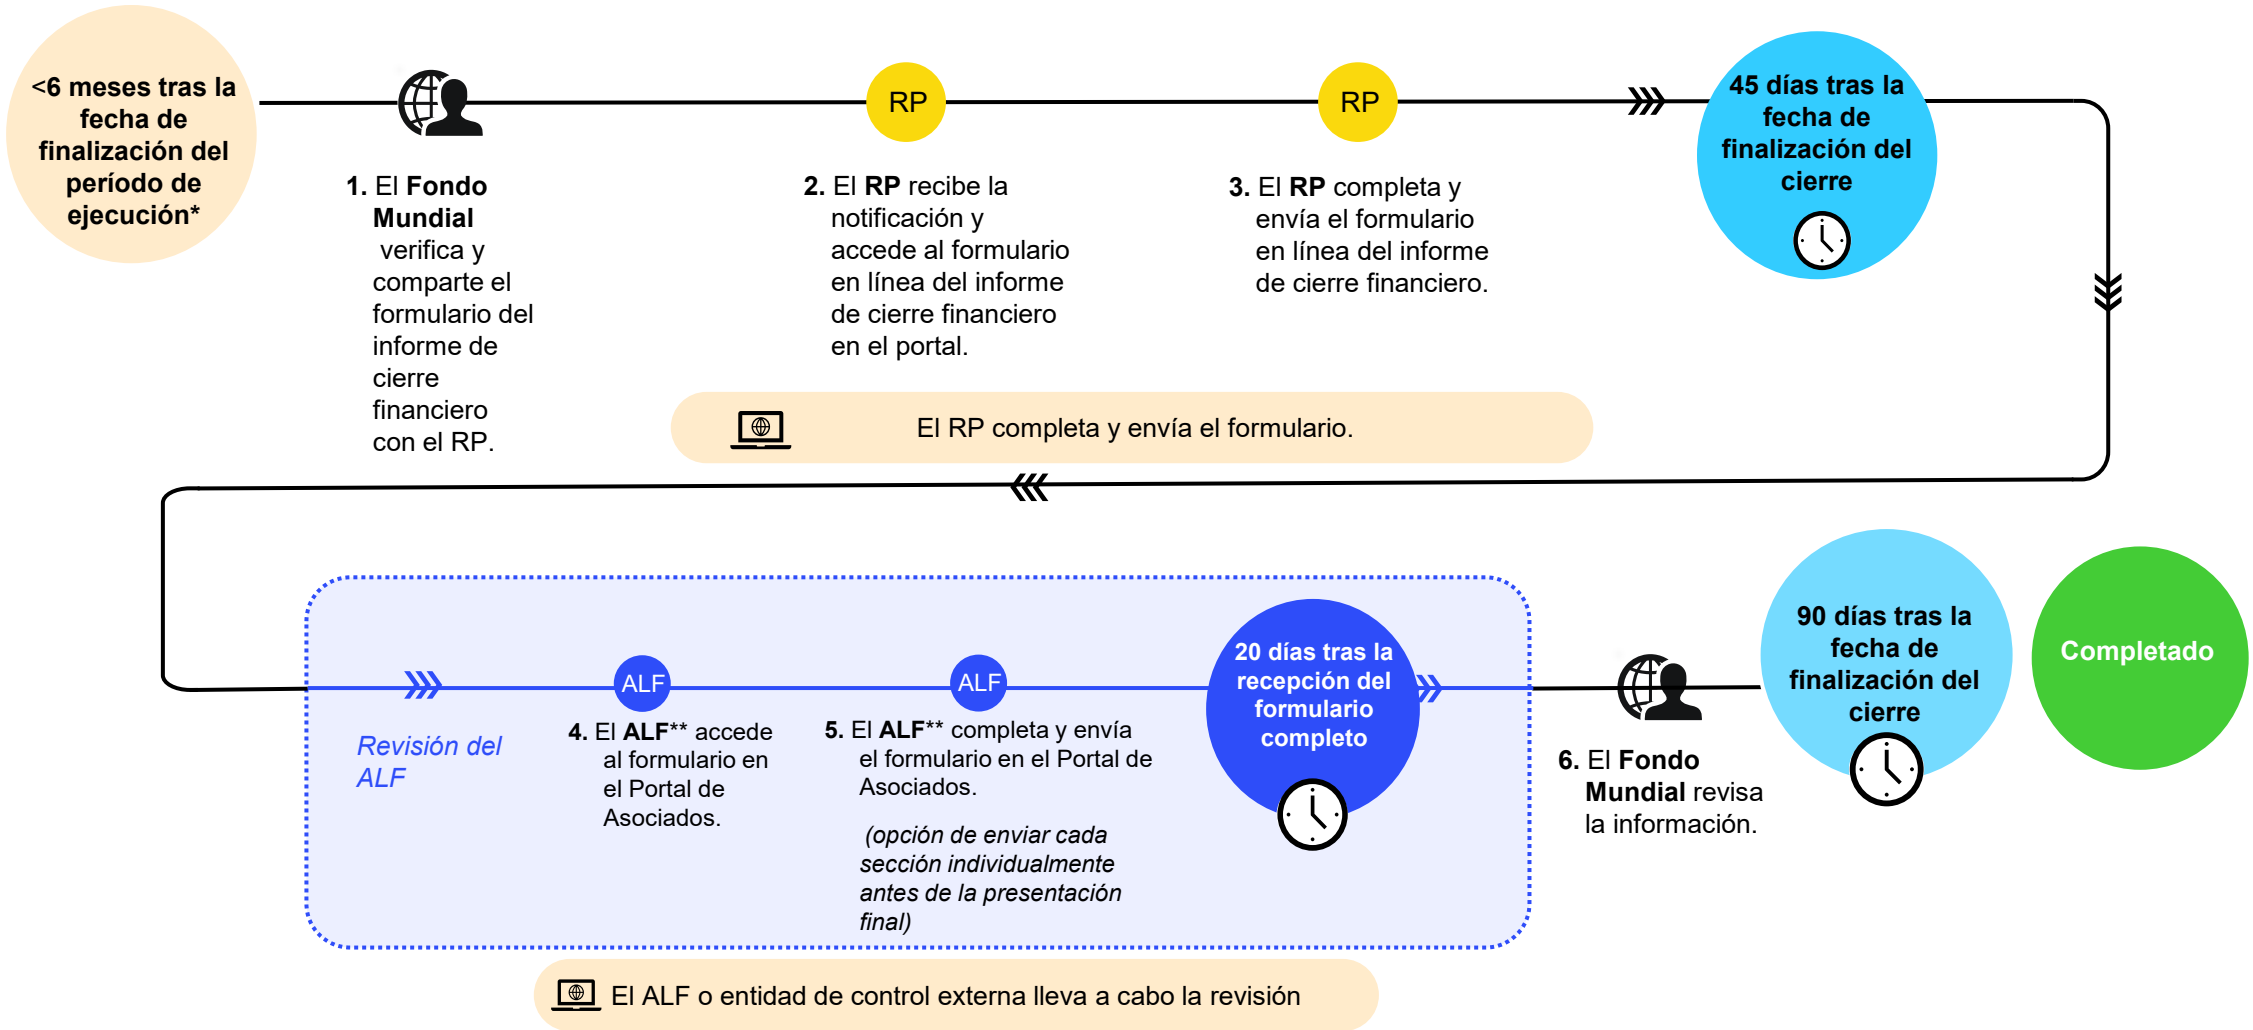 <6 meses tras la
fecha de
finalización del
período de
ejecución*
1. El Fondo
Mundial
verifica y
comparte el
formulario del
informe de
cierre
financiero
con el RP.
RP
2. El RP recibe la
notificación y
accede al formulario
en línea del informe
de cierre financiero
en el portal.
RP
3. El RP completa y
envía el formulario
en línea del informe
de cierre financiero.
45 días tras la
fecha de
finalización del
cierre
El RP completa y envía el formulario.
Revisión del
ALF
ALF
4. El ALF** accede
al formulario en
el Portal de
Asociados.
ALF
5. El ALF** completa y envía
el formulario en el Portal de
Asociados.
(opción de enviar cada
sección individualmente
antes de la presentación
final)
20 días tras la
recepción del
formulario
completo
6. El Fondo
Mundial revisa
la información.
90 días tras la
fecha de
finalización del
cierre
Completado
El ALF o entidad de control externa lleva a cabo la revisión